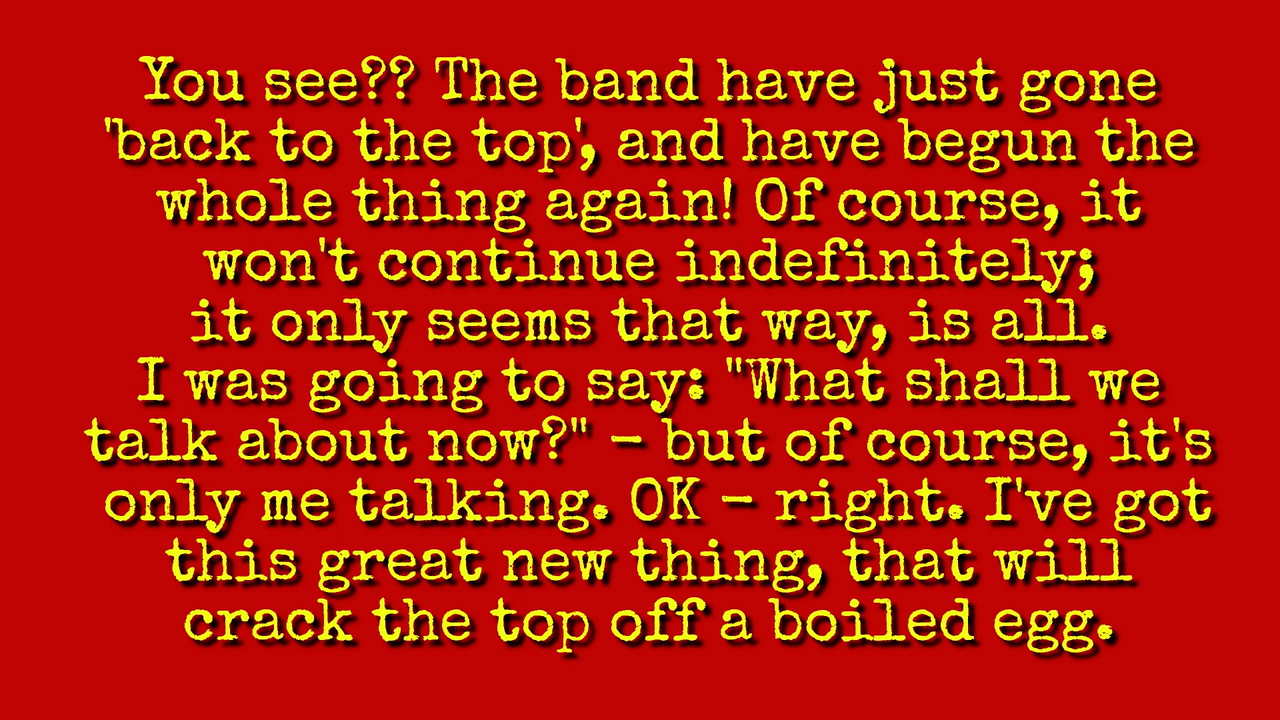 You see?? The band have just gone
'back to the top', and have begun the
whole thing again! Of course, it
won't continue indefinitely;
it only seems that way, is all.
I was going to say: "What shall we
talk about now?" - but of course, it's
only me talking. OK - right. I've got
this great new thing, that will
crack the top off a boiled egg.